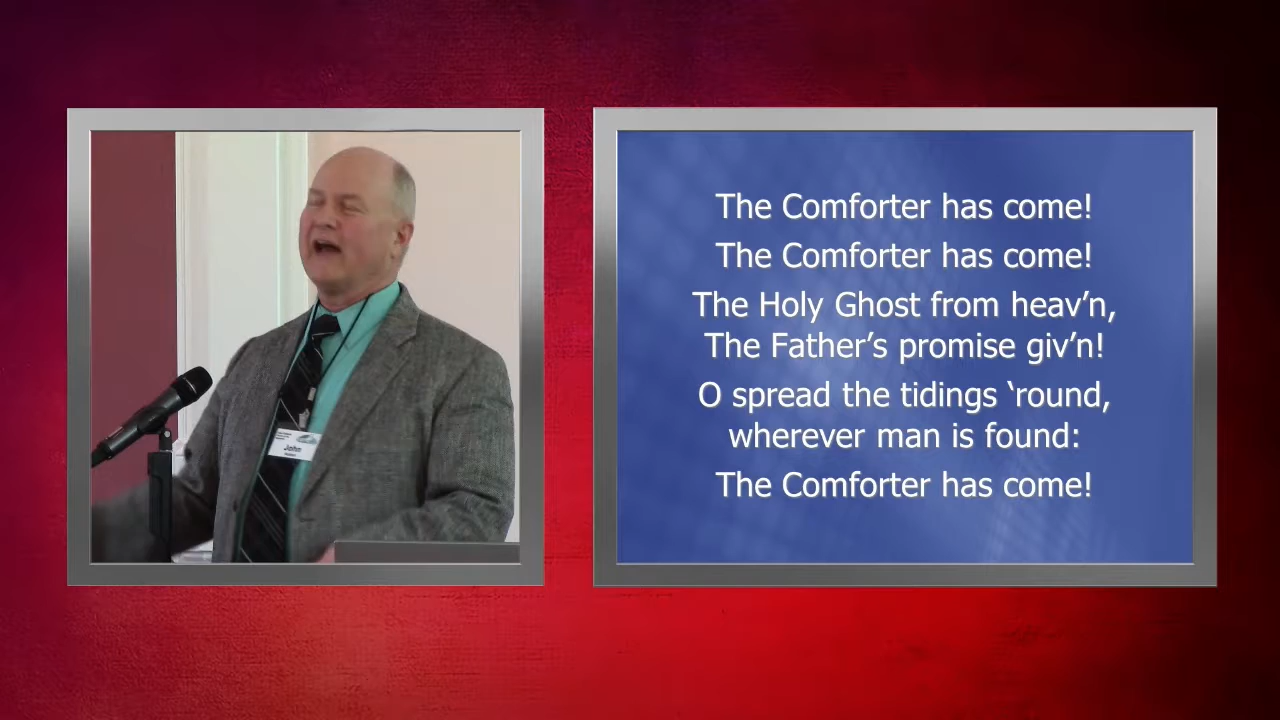 The Comforter has come!
The Comforter has come!
The Holy Ghost from heav’n,
The Father’s promise giv’n!
O spread the tidings ‘round,
wherever man is found:
The Comforter has come!
John